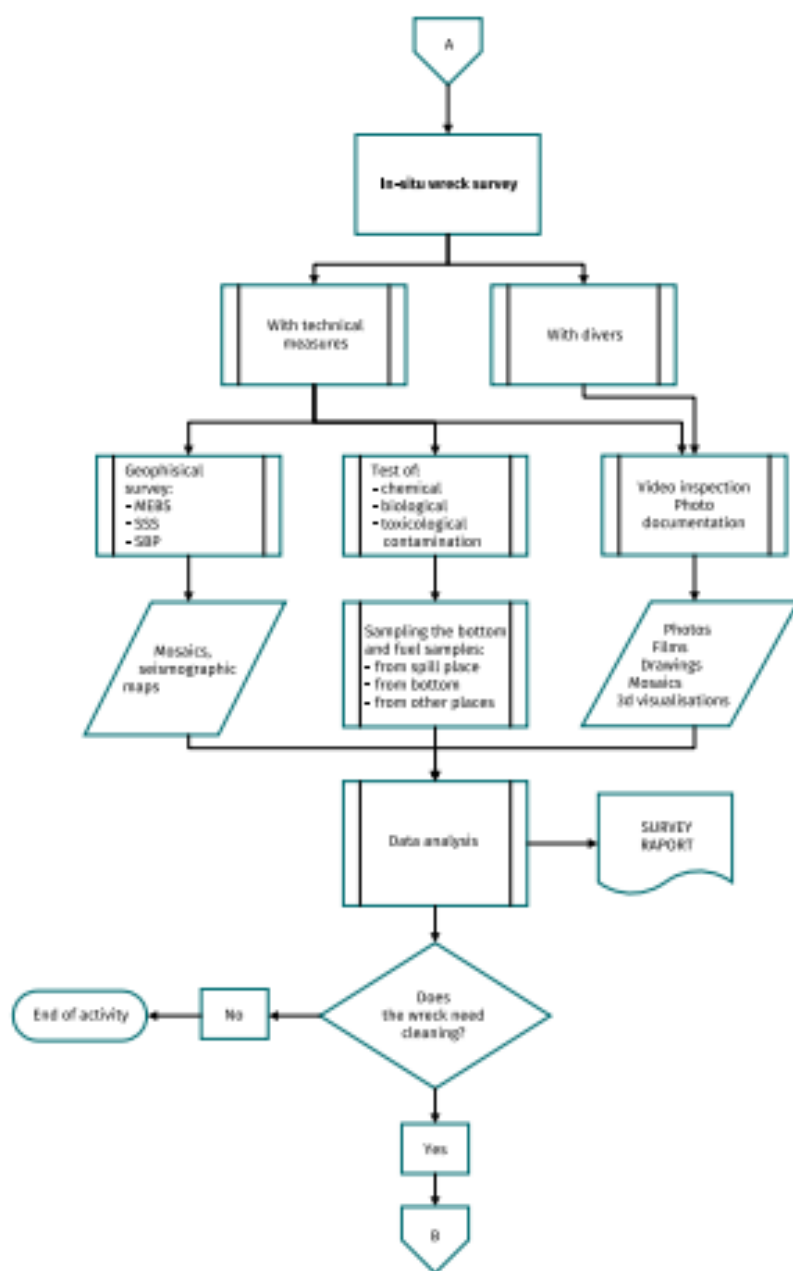 A
In-situ wreck survey
With technical
measures
With divers
Geophisical
survey:
- MEBS
- SSS
- SBP
Test of:
- chemical
- biological
- toxicological
contamination
Video inspection
Photo
documentation
Mosaics,
seismographic
maps
Sampling the bottom
and fuel samples:
- from spill place
- from bottom
- from other places
Photos
Films
Drawings
Mosaics
3d visualisations
Data analysis
SURVEY
RAPORT
Does
the wreck need
cleaning?
No
End of activity
Yes
B